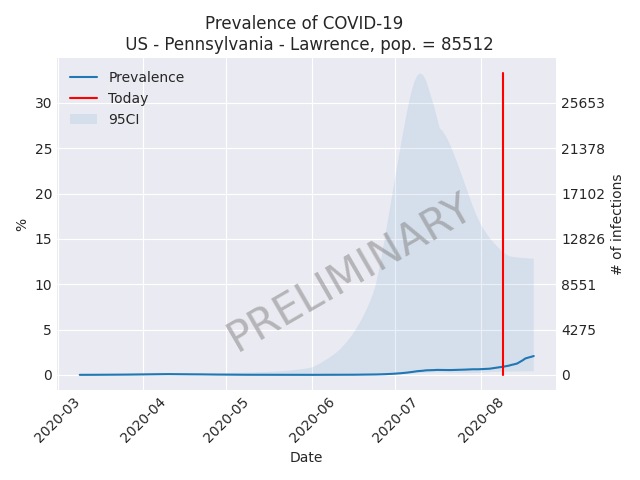 Prevalence of COVID-19
US - Pennsylvania - Lawrence, pop. = 85512
Prevalence
Today
95CI
PRELIMINARY
%
30
25
20
15
10
5
0
25653
21378
17102
12826
8551
4275
0
# of infections
2020-03
2020-04
2020-05
2020-06
2020-07
2020-08
Date